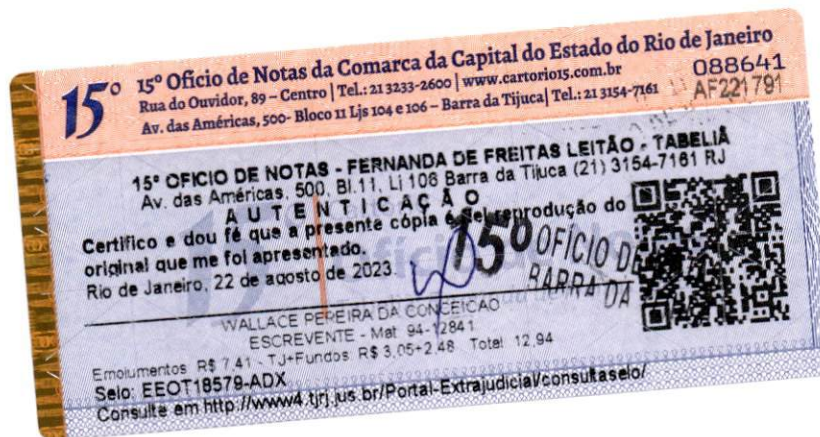 15º 15º Ofício de Notas da Comarca da Capital do Estado do Rio de Janeiro
Rua do Ouvidor, 89 – Centro | Tel.: 21 3233-2600 | www.cartorio15.com.br
088641
Av. das Américas, 500- Bloco 11 Ljs 104 e 106 – Barra da Tijuca| Tel.: 21 3154-7161
AF221791
15º OFICIO DE NOTAS - FERNANDA DE FREITAS LEITÃO - TABELIÃ
Av. das Américas, 500, Bl.11, Lj 106 Barra da Tijuca (21) 3154-7161 RJ
A U T E N T I C A Ç Ã O
Certifico e dou fé que a presente cópia é fiel reprodução do
original que me foi apresentado.
Rio de Janeiro, 22 de agosto de 2023.
15º OFÍCIO DE
BARRA DA
WALLACE PEREIRA DA CONCEICAO
ESCREVENTE - Mat. 94-12841
Emolumentos: R$ 7,41 - TJ+Fundos: R$ 3,05+2,48 Total: 12,94
Selo: EEOT18579-ADX
Consulte em http://www4.tjrj.jus.br/Portal-Extrajudicial/consultaselo/